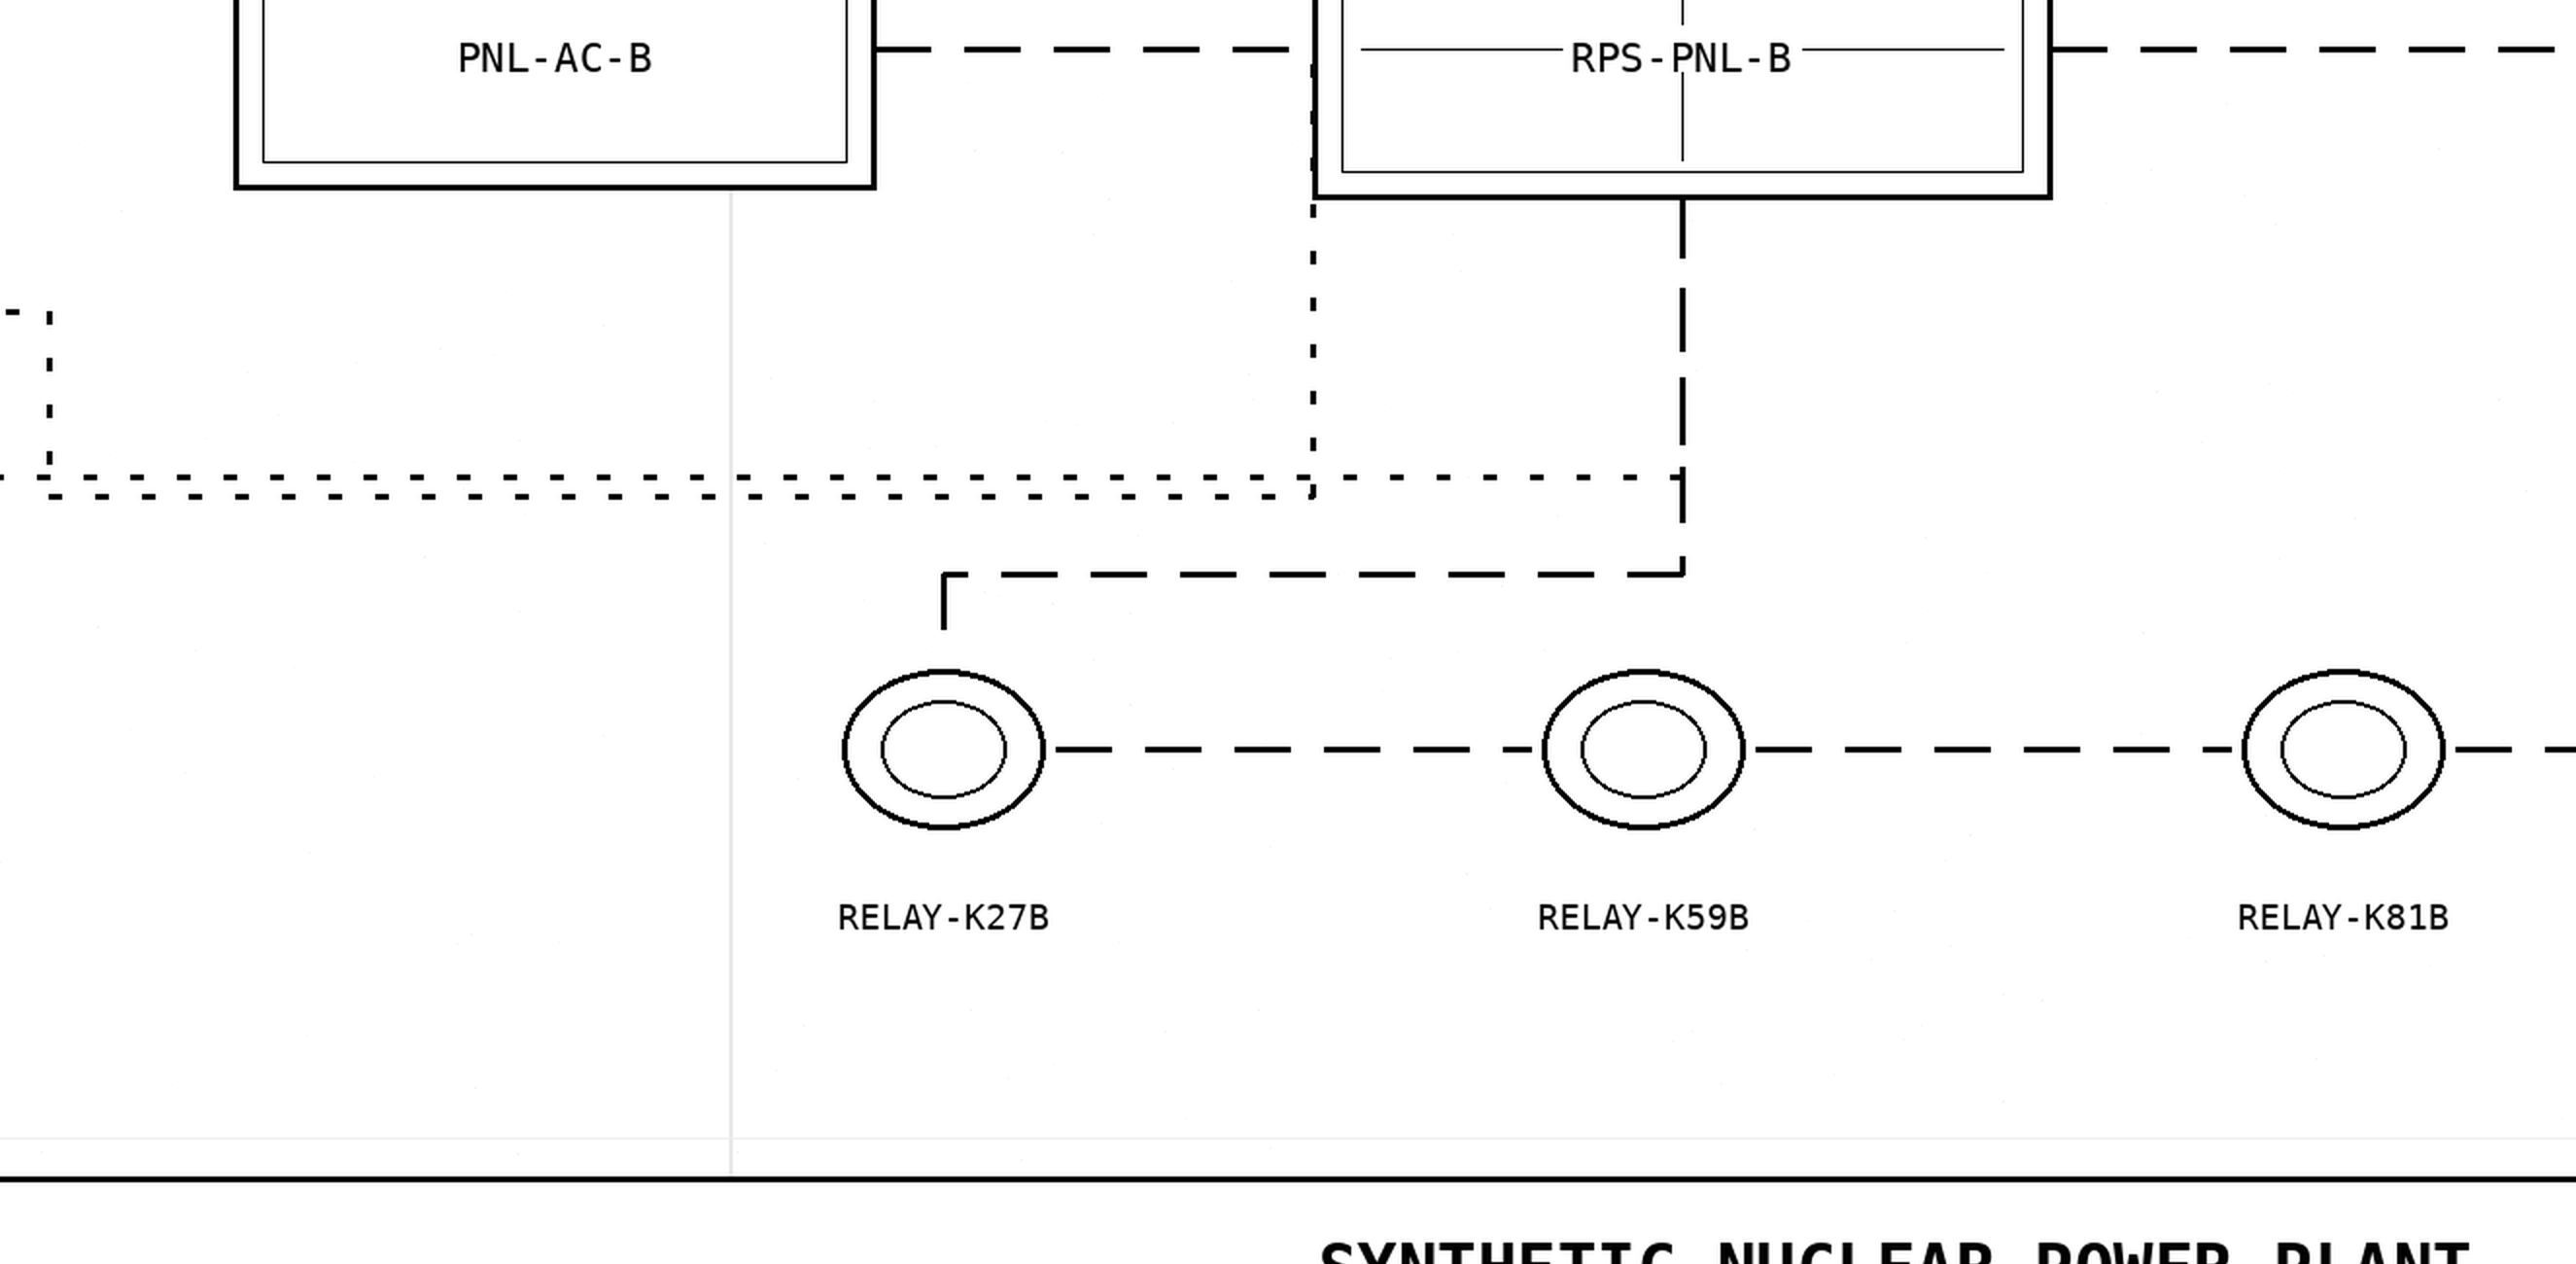 PNL-AC-B
RPS-PNL-B
RELAY-K27B
RELAY-K59B
RELAY-K81B
SYNTHETIC NUCLEAR POWER PLANT